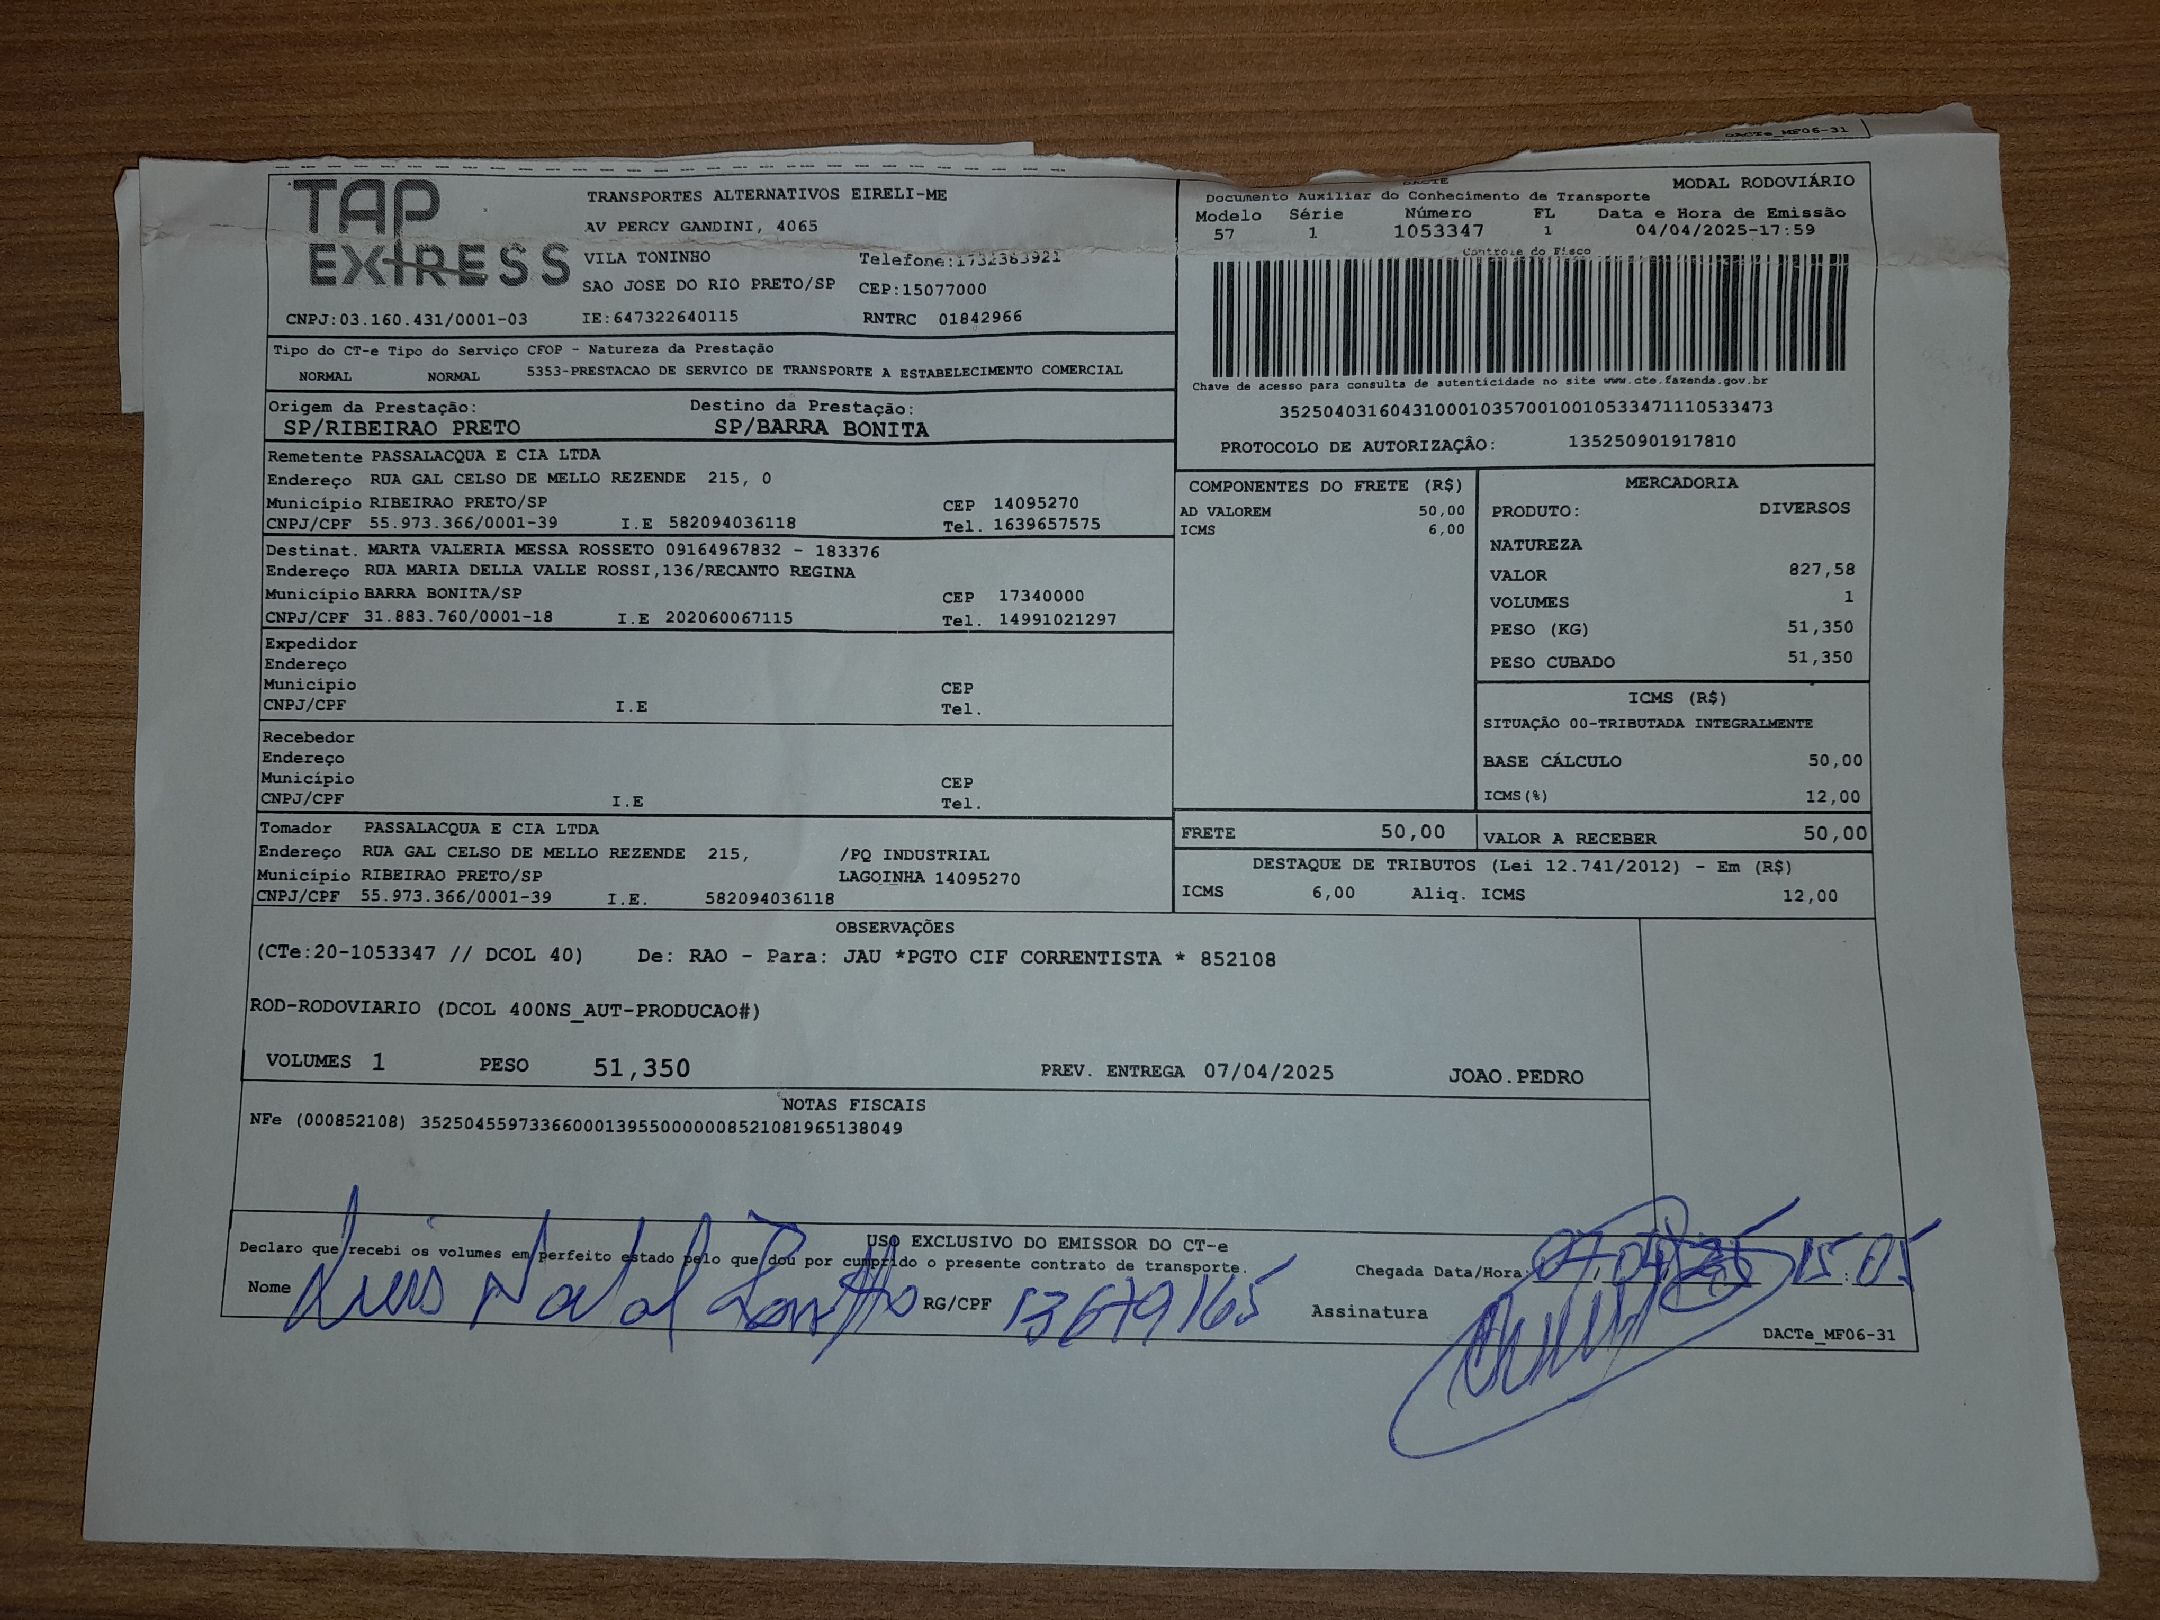 DACTe_MF06-31
TAP
EXPRESS
TRANSPORTES ALTERNATIVOS EIRELI-ME
AV PERCY GANDINI, 4065
VILA TONINHO Telefone:1732363921
SAO JOSE DO RIO PRETO/SP CEP:15077000
CNPJ:03.160.431/0001-03 IE:647322640115 RNTRC 01842966
DACTE MODAL RODOVIÁRIO
Documento Auxiliar do Conhecimento de Transporte
Modelo Série Número FL Data e Hora de Emissão
57 1 1053347 1 04/04/2025-17:59
Controle do Fisco
Chave de acesso para consulta de autenticidade no site www.cte.fazenda.gov.br
35250403160431000103570010010533471110533473
PROTOCOLO DE AUTORIZAÇÂO: 135250901917810
Tipo do CT-e Tipo do Serviço CFOP - Natureza da Prestação
NORMAL NORMAL 5353-PRESTACAO DE SERVICO DE TRANSPORTE A ESTABELECIMENTO COMERCIAL
Origem da Prestação: Destino da Prestação:
SP/RIBEIRAO PRETO SP/BARRA BONITA
Remetente PASSALACQUA E CIA LTDA
Endereço RUA GAL CELSO DE MELLO REZENDE 215, 0
Município RIBEIRAO PRETO/SP CEP 14095270
CNPJ/CPF 55.973.366/0001-39 I.E 582094036118 Tel. 1639657575
Destinat. MARTA VALERIA MESSA ROSSETO 09164967832 - 183376
Endereço RUA MARIA DELLA VALLE ROSSI,136/RECANTO REGINA
Município BARRA BONITA/SP CEP 17340000
CNPJ/CPF 31.883.760/0001-18 I.E 202060067115 Tel. 14991021297
Expedidor
Endereço
Município CEP
CNPJ/CPF I.E Tel.
Recebedor
Endereço
Município CEP
CNPJ/CPF I.E Tel.
Tomador PASSALACQUA E CIA LTDA
Endereço RUA GAL CELSO DE MELLO REZENDE 215, /PQ INDUSTRIAL
Município RIBEIRAO PRETO/SP LAGOINHA 14095270
CNPJ/CPF 55.973.366/0001-39 I.E. 582094036118
COMPONENTES DO FRETE (R$)
AD VALOREM 50,00
ICMS 6,00
MERCADORIA
PRODUTO: DIVERSOS
NATUREZA
VALOR 827,58
VOLUMES 1
PESO (KG) 51,350
PESO CUBADO 51,350
ICMS (R$)
SITUAÇÃO 00-TRIBUTADA INTEGRALMENTE
BASE CÁLCULO 50,00
ICMS(%) 12,00
FRETE 50,00 VALOR A RECEBER 50,00
DESTAQUE DE TRIBUTOS (Lei 12.741/2012) - Em (R$)
ICMS 6,00 Aliq. ICMS 12,00
OBSERVAÇÕES
(CTe:20-1053347 // DCOL 40) De: RAO - Para: JAU *PGTO CIF CORRENTISTA * 852108
ROD-RODOVIARIO (DCOL 400NS_AUT-PRODUCAO#)
VOLUMES 1 PESO 51,350 PREV. ENTREGA 07/04/2025 JOAO.PEDRO
NOTAS FISCAIS
NFe (000852108) 35250455973366000139550000008521081965138049
USO EXCLUSIVO DO EMISSOR DO CT-e
Declaro que recebi os volumes em perfeito estado pelo que dou por cumprido o presente contrato de transporte.
Chegada Data/Hora: 07/04/25 15:05
Nome Luis RG/CPF 13679165 Assinatura
DACTe_MF06-31